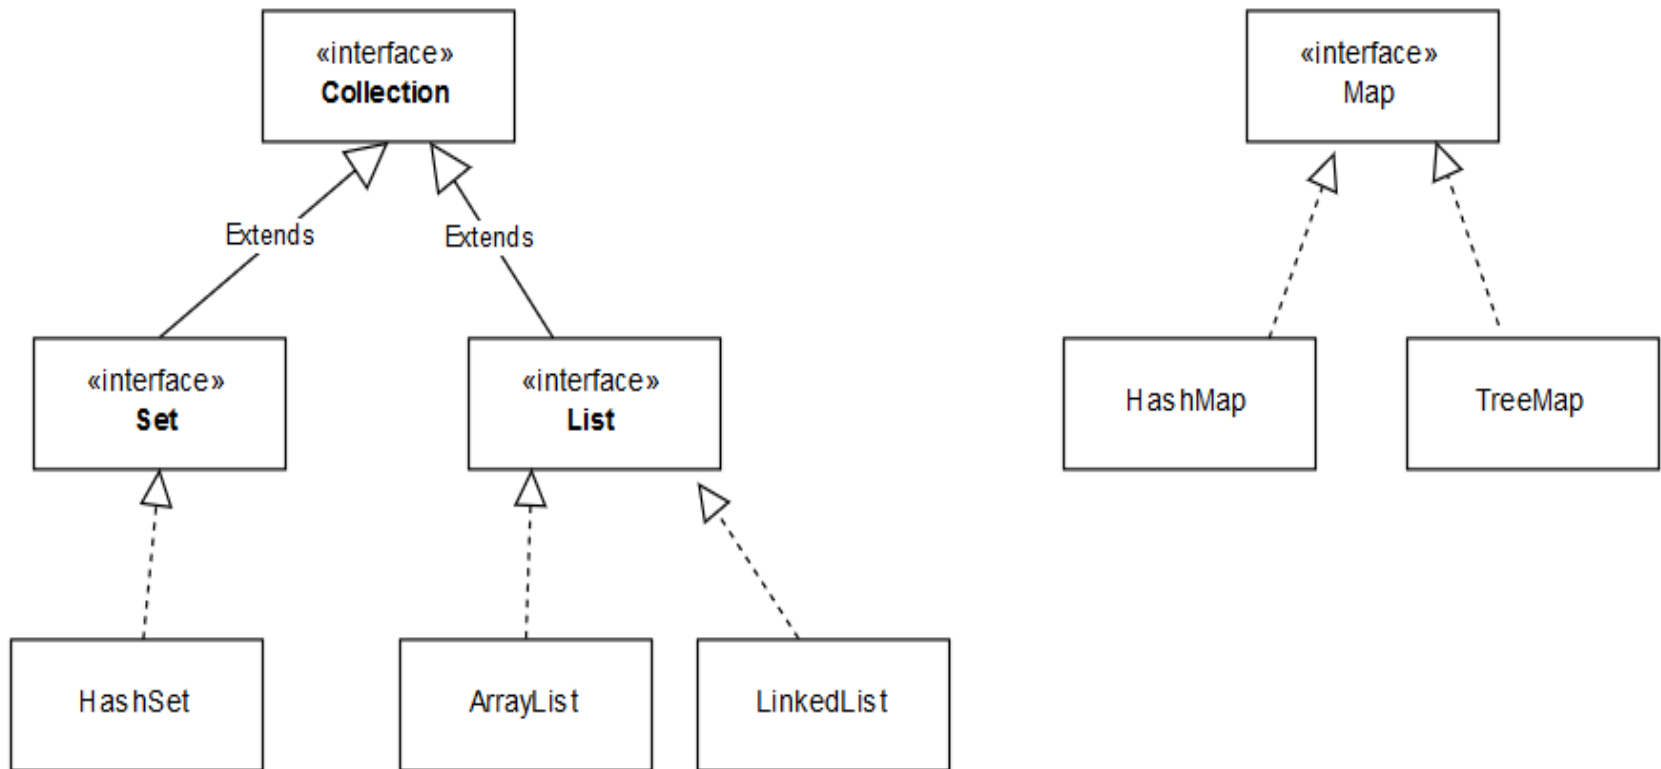 «interface»
Collection
«interface»
Map
Extends
Extends
«interface»
Set
«interface»
List
HashMap
TreeMap
HashSet
ArrayList
LinkedList